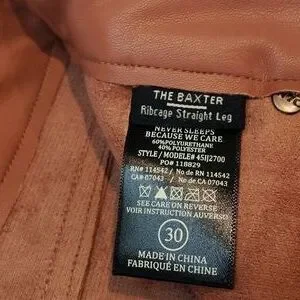 THE BAXTER
Ribcage Straight Leg
NEVER SLEEPS
BECAUSE WE CARE
60%POLYURETHANE
40% POLYESTER
STYLE / MODELE# 45IJ2700
PO# 118829
RN# 114542 / No de RN 114542
CA# 07043 / No de CA 07043
SEE CARE ON REVERSE
VOIR INSTRUCTION AUVERSO
30
MADE IN CHINA
FABRIQUÉ EN CHINE